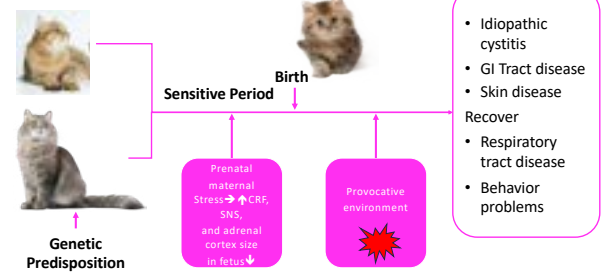 Birth
Sensitive Period
Genetic
Predisposition
Prenatal
maternal
Stress➔ ↑CRF,
SNS,
and adrenal
cortex size
in fetus↓
Provocative
environment
• Idiopathic
cystitis
• GI Tract disease
• Skin disease
Recover
• Respiratory
tract disease
• Behavior
problems